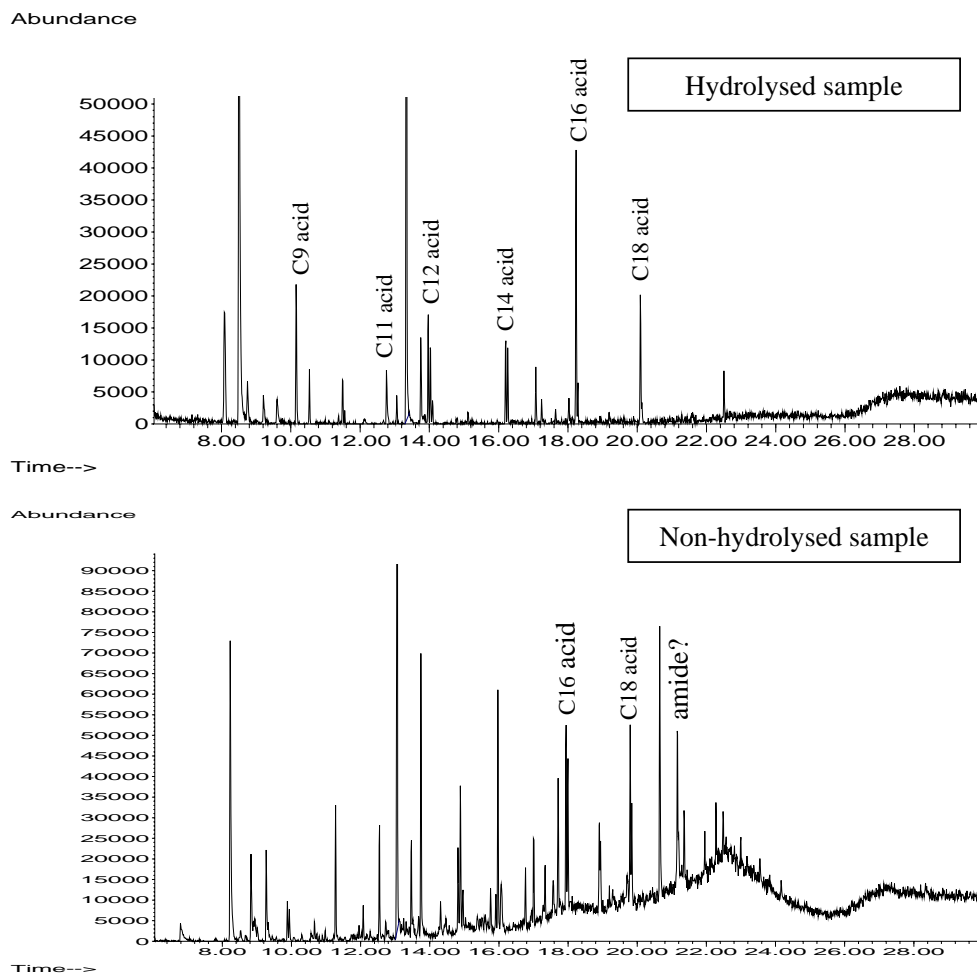 Abundance
Hydrolysed sample
50000
45000
40000
35000
30000
25000
20000
15000
10000
5000
0
C9 acid
C11 acid
C12 acid
C14 acid
C16 acid
C18 acid
8.00 10.00 12.00 14.00 16.00 18.00 20.00 22.00 24.00 26.00 28.00
Time-->
Abundance
Non-hydrolysed sample
90000
85000
80000
75000
70000
65000
60000
55000
50000
45000
40000
35000
30000
25000
20000
15000
10000
5000
0
C16 acid
C18 acid
amide?
8.00 10.00 12.00 14.00 16.00 18.00 20.00 22.00 24.00 26.00 28.00
Time-->